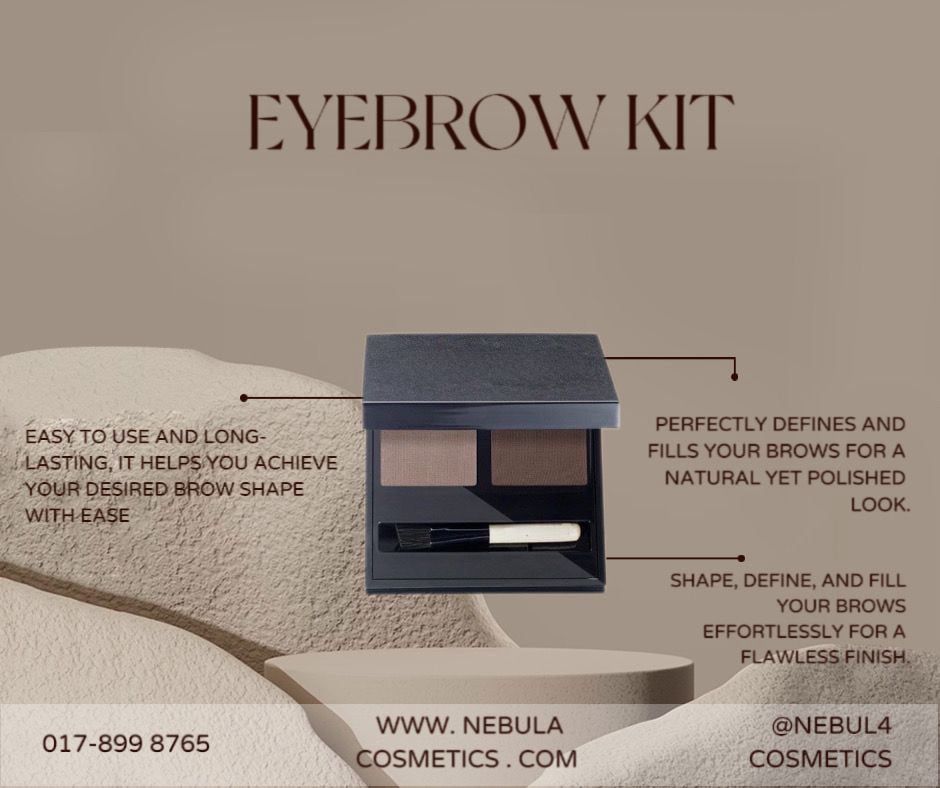 EYEBROW KIT
EASY TO USE AND LONG-
LASTING, IT HELPS YOU ACHIEVE
YOUR DESIRED BROW SHAPE
WITH EASE
PERFECTLY DEFINES AND
FILLS YOUR BROWS FOR A
NATURAL YET POLISHED
LOOK.
SHAPE, DEFINE, AND FILL
YOUR BROWS
EFFORTLESSLY FOR A
FLAWLESS FINISH.
017-899 8765
WWW. NEBULA
COSMETICS . COM
@NEBUL4
COSMETICS